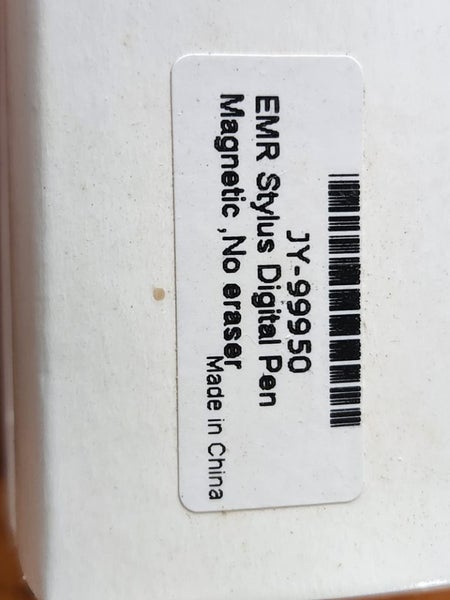 JY-99950
EMR Stylus Digital Pen
Magnetic ,No eraser
Made in China